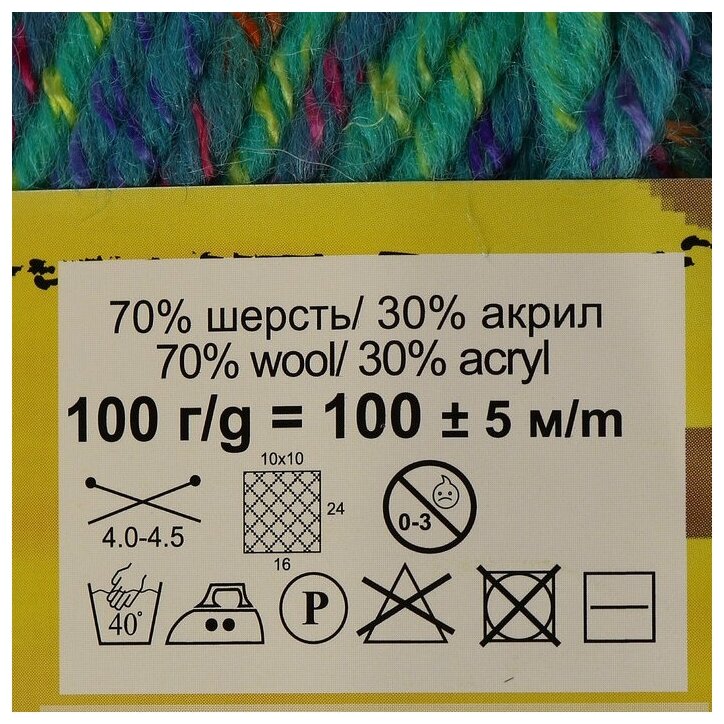 70% шерсть/ 30% акрил
70% wool/ 30% acryl
100 г/g = 100 ± 5 м/m
10x10
24
0-3
4.0-4.5
16
40°
P